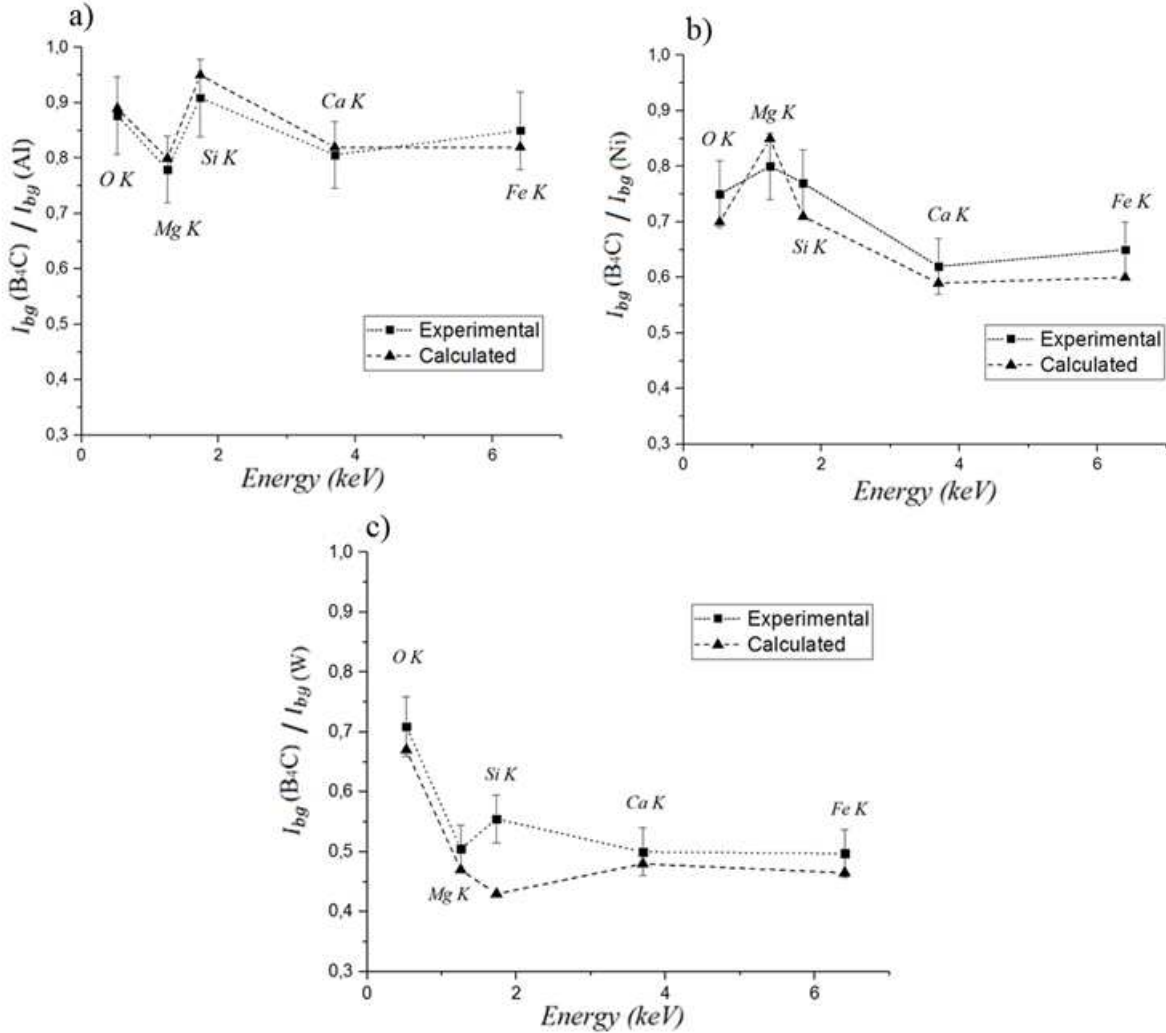 a)
1,0
0,9
0,8
0,7
0,6
0,5
0,4
0,3
0 2 4 6
I_bg (B₄C) / I_bg (Al)
Energy (keV)
O K
Mg K
Si K
Ca K
Fe K
Experimental
Calculated
b)
1,0
0,9
0,8
0,7
0,6
0,5
0,4
0,3
0 2 4 6
I_bg (B₄C) / I_bg (Ni)
Energy (keV)
O K
Mg K
Si K
Ca K
Fe K
Experimental
Calculated
c)
1,0
0,9
0,8
0,7
0,6
0,5
0,4
0,3
0 2 4 6
I_bg (B₄C) / I_bg (W)
Energy (keV)
O K
Mg K
Si K
Ca K
Fe K
Experimental
Calculated